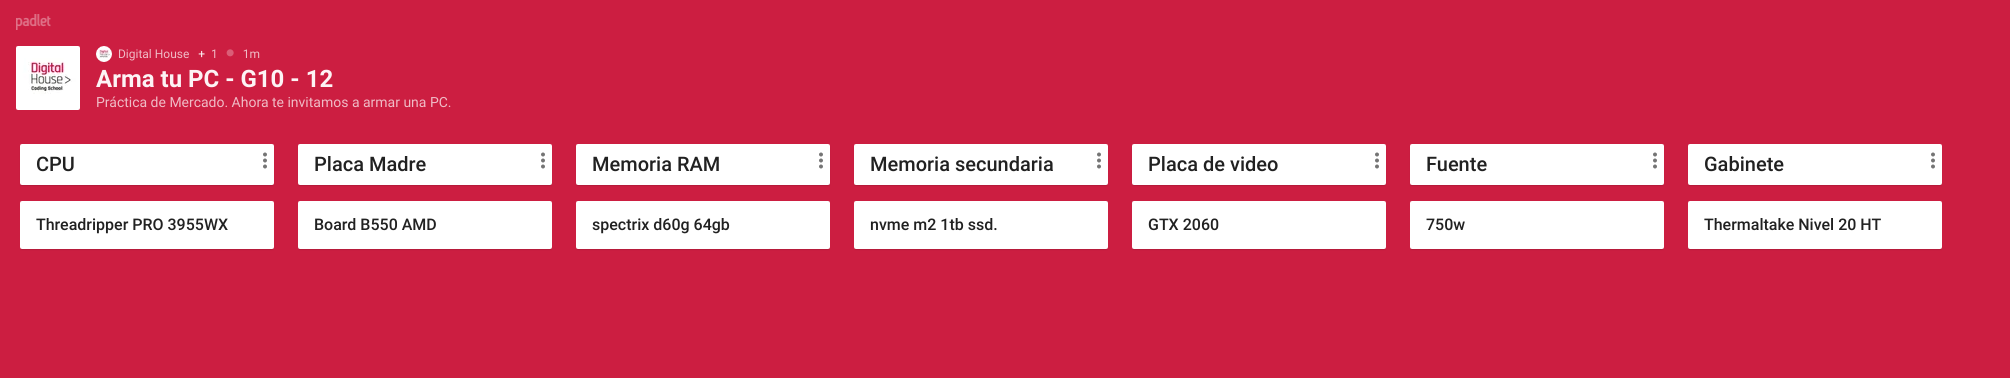 padlet
Digital
House>
Coding School
Digital House + 1 • 1m
Arma tu PC - G10 - 12
Práctica de Mercado. Ahora te invitamos a armar una PC.
CPU
Threadripper PRO 3955WX
Placa Madre
Board B550 AMD
Memoria RAM
spectrix d60g 64gb
Memoria secundaria
nvme m2 1tb ssd.
Placa de video
GTX 2060
Fuente
750w
Gabinete
Thermaltake Nivel 20 HT